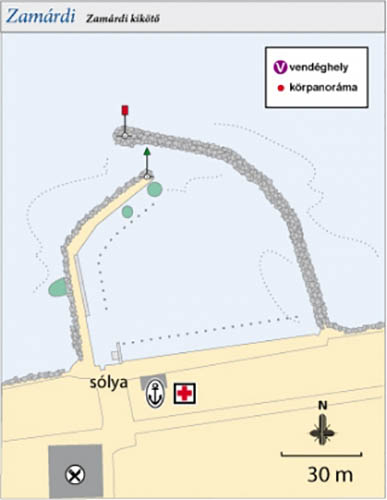 Zamárdi Zamárdi kikötő
V vendéghely
körpanoráma
sólya
N
30 m